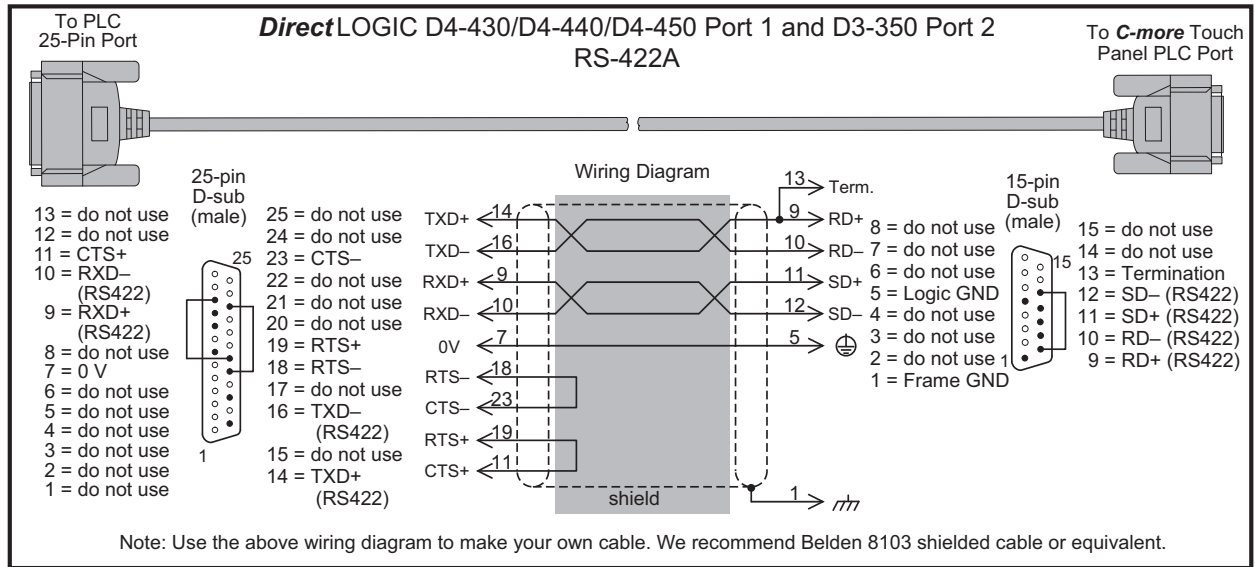 To PLC
25-Pin Port
DirectLOGIC D4-430/D4-440/D4-450 Port 1 and D3-350 Port 2
RS-422A
To C-more Touch
Panel PLC Port
25-pin
D-sub
(male)
13 = do not use
12 = do not use
11 = CTS+
10 = RXD–
(RS422)
9 = RXD+
(RS422)
8 = do not use
7 = 0 V
6 = do not use
5 = do not use
4 = do not use
3 = do not use
2 = do not use
1 = do not use
25
1
25 = do not use
24 = do not use
23 = CTS–
22 = do not use
21 = do not use
20 = do not use
19 = RTS+
18 = RTS–
17 = do not use
16 = TXD–
(RS422)
15 = do not use
14 = TXD+
(RS422)
Wiring Diagram
13 Term.
TXD+ 14 9 RD+
TXD– 16 10 RD–
RXD+ 9 11 SD+
RXD– 10 12 SD–
0V 7 5
RTS– 18
CTS– 23
RTS+ 19
CTS+ 11
shield
1
8 = do not use
7 = do not use
6 = do not use
5 = Logic GND
4 = do not use
3 = do not use
2 = do not use
1 = Frame GND
15-pin
D-sub
(male)
15
1
15 = do not use
14 = do not use
13 = Termination
12 = SD– (RS422)
11 = SD+ (RS422)
10 = RD– (RS422)
9 = RD+ (RS422)
Note: Use the above wiring diagram to make your own cable. We recommend Belden 8103 shielded cable or equivalent.